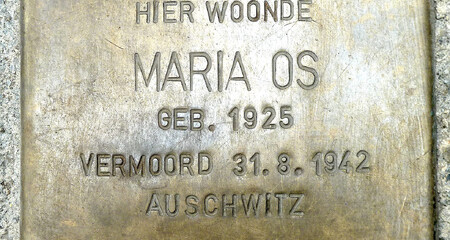 HIER WOONDE
MARIA OS
GEB. 1925
VERMOORD 31.8.1942
AUSCHWITZ